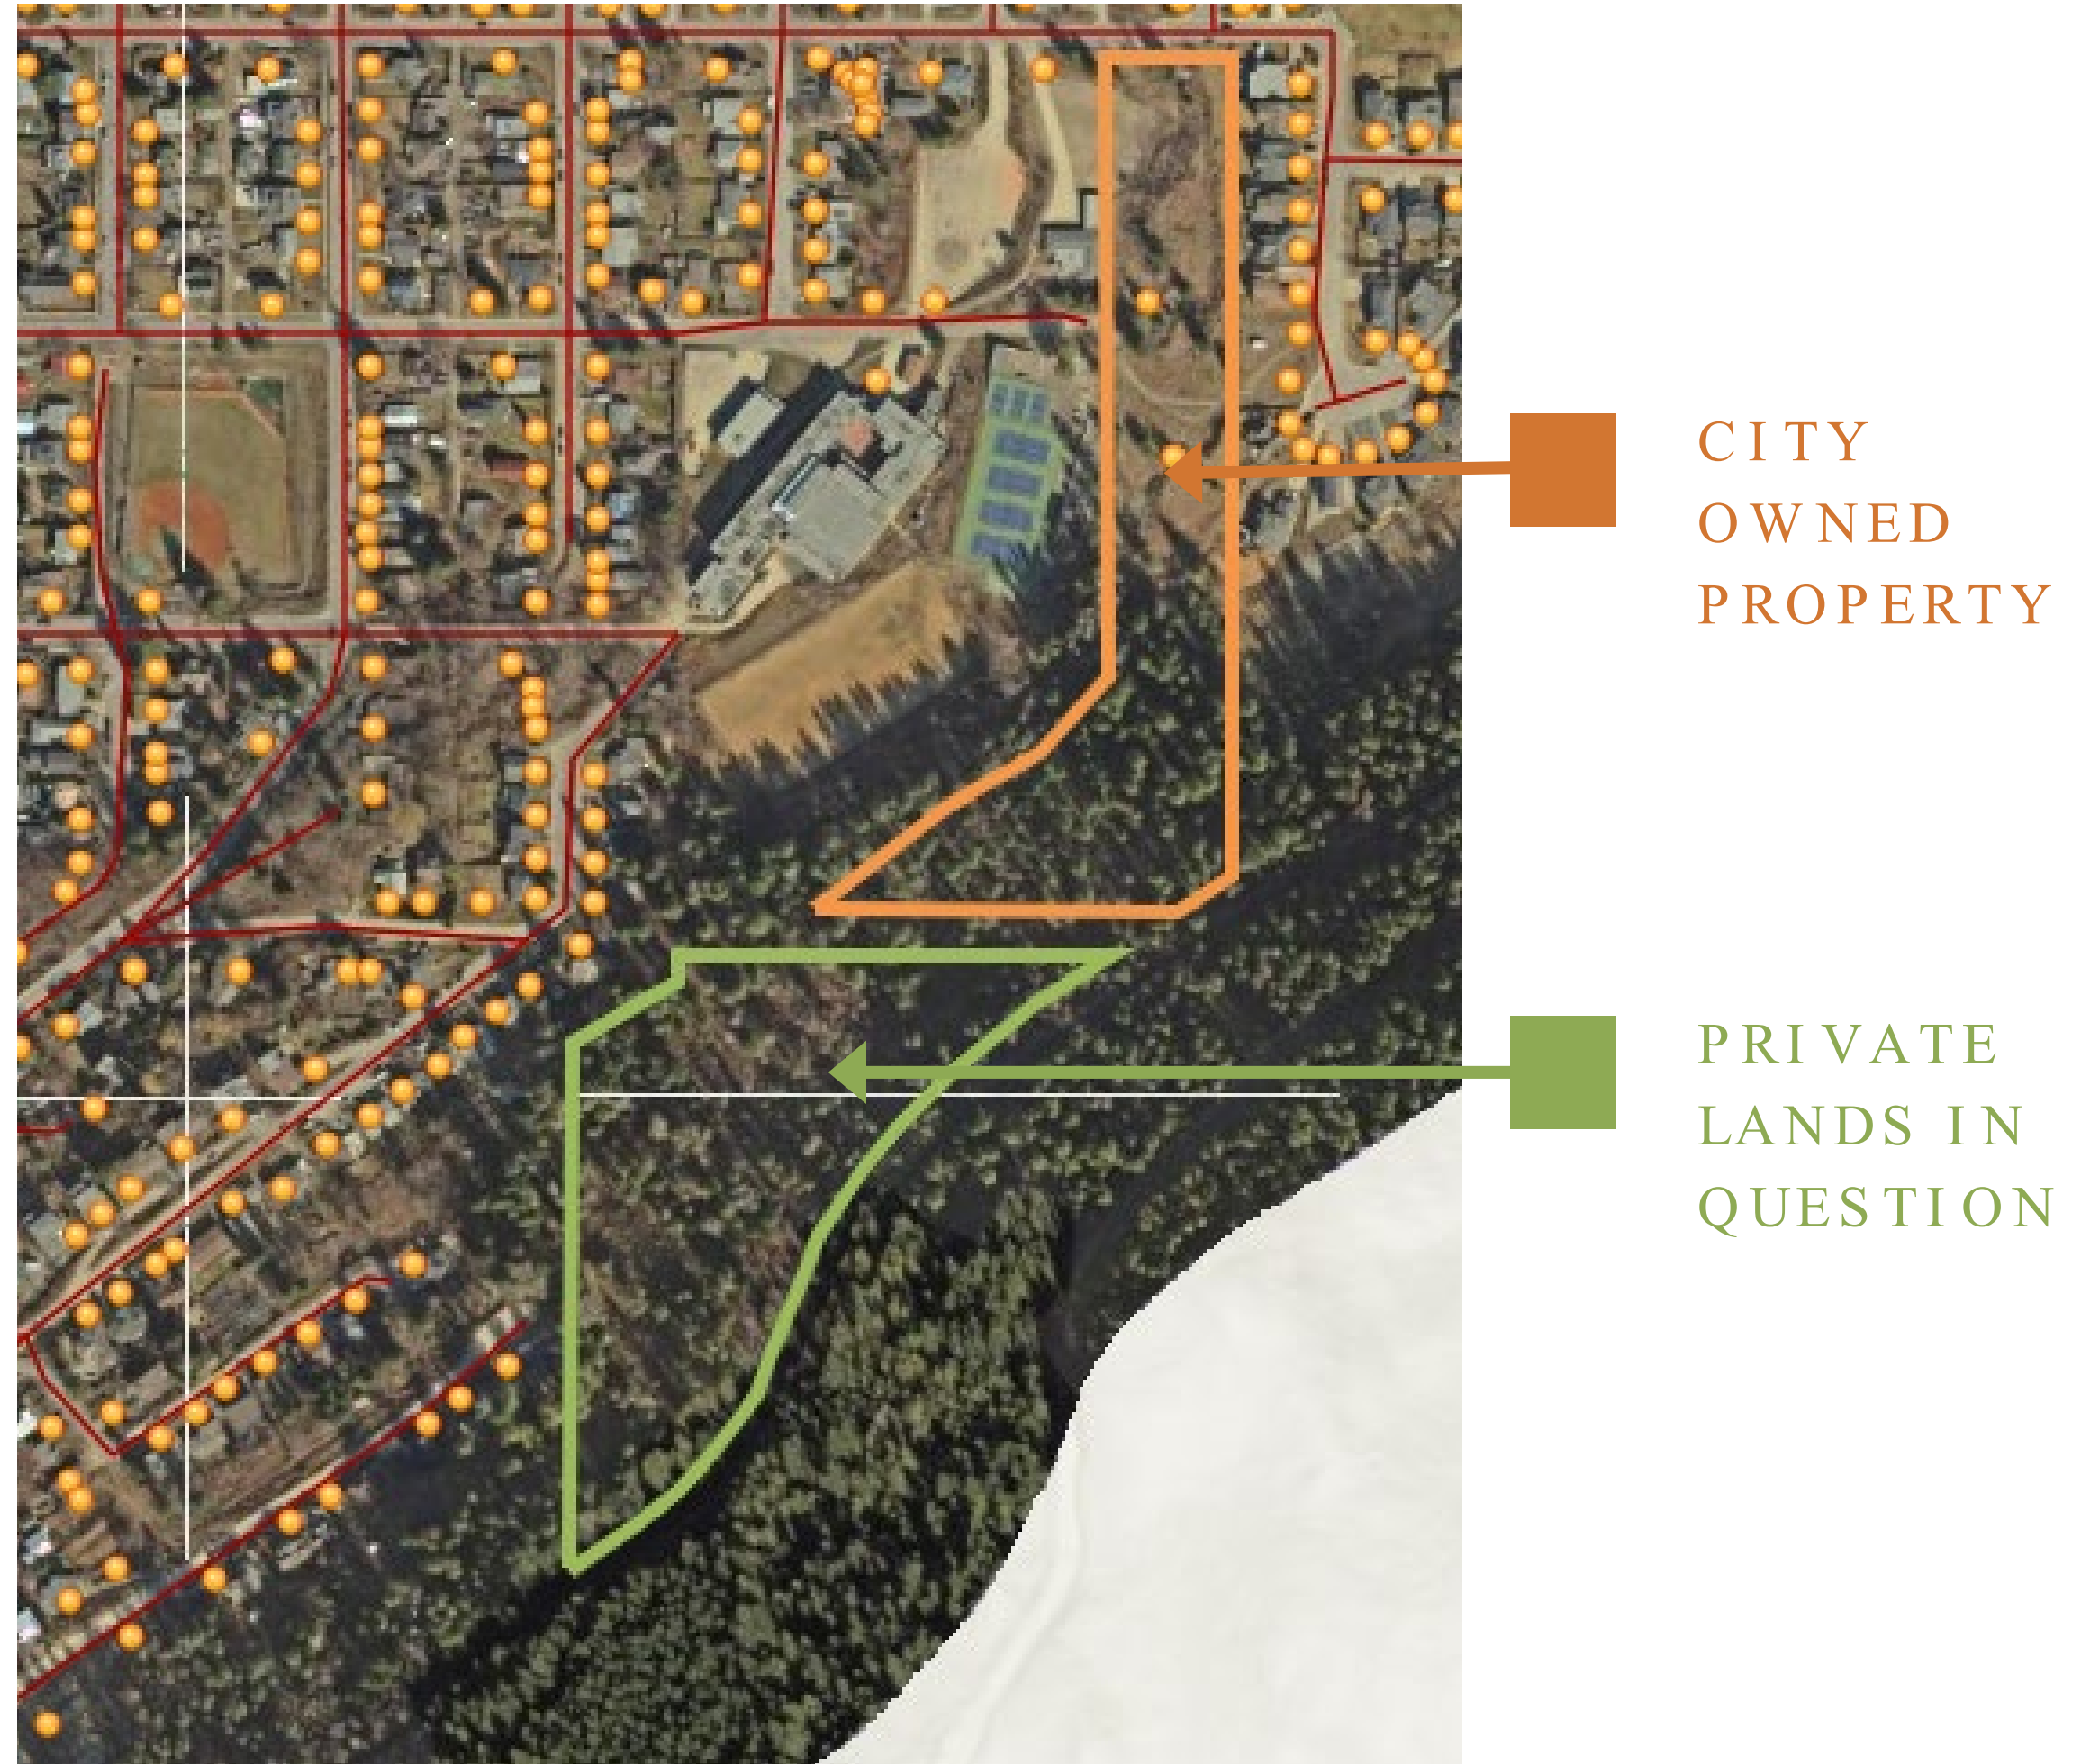 CITY
OWNED
PROPERTY
PRIVATE
LANDS IN
QUESTION